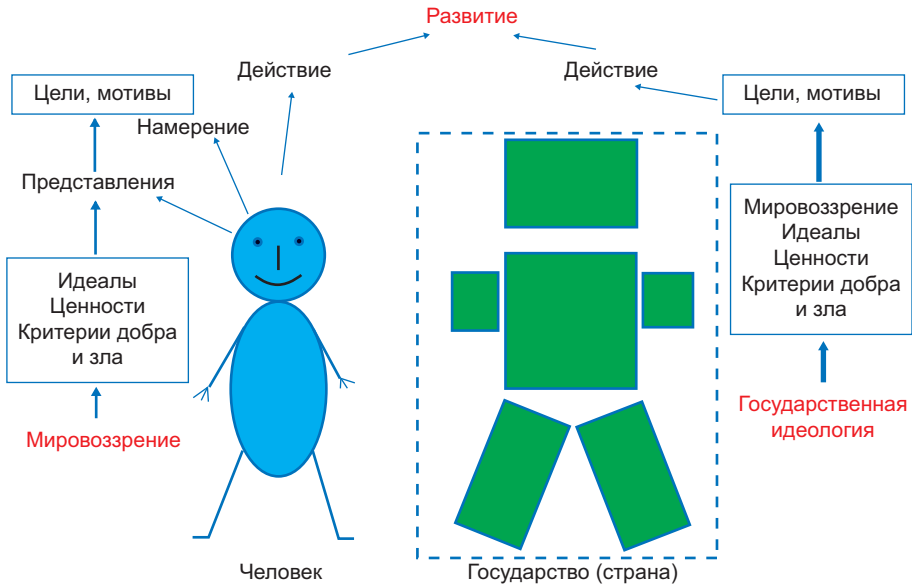 Развитие
Действие
Действие
Цели, мотивы
Цели, мотивы
Намерение
Представления
Идеалы
Ценности
Критерии добра
и зла
Мировоззрение
Мировоззрение
Идеалы
Ценности
Критерии добра
и зла
Государственная
идеология
Человек
Государство (страна)